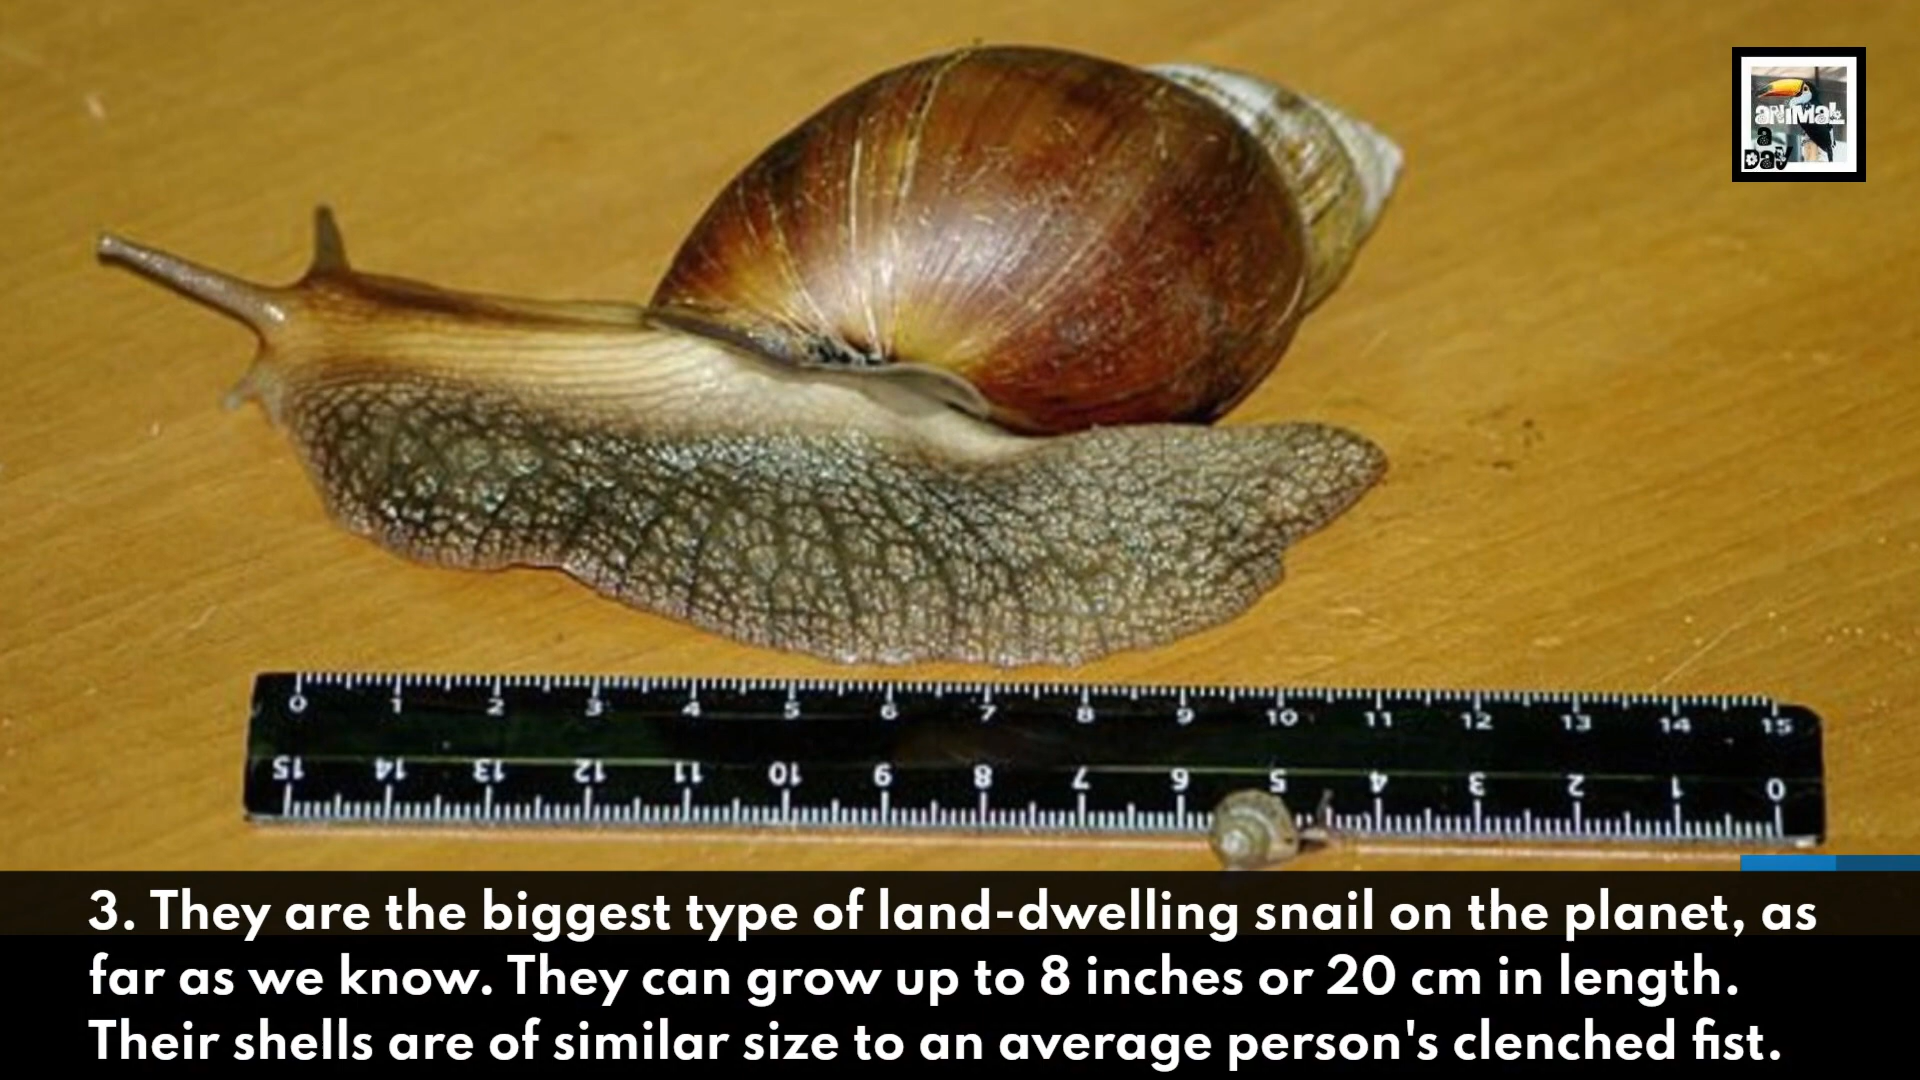 aNiMaL
a
Day
0 1 2 3 4 5 6 7 8 9 10 11 12 13 14 15
15 14 13 12 11 10 9 8 7 6 5 4 3 2 1 0
3. They are the biggest type of land-dwelling snail on the planet, as
far as we know. They can grow up to 8 inches or 20 cm in length.
Their shells are of similar size to an average person's clenched fist.